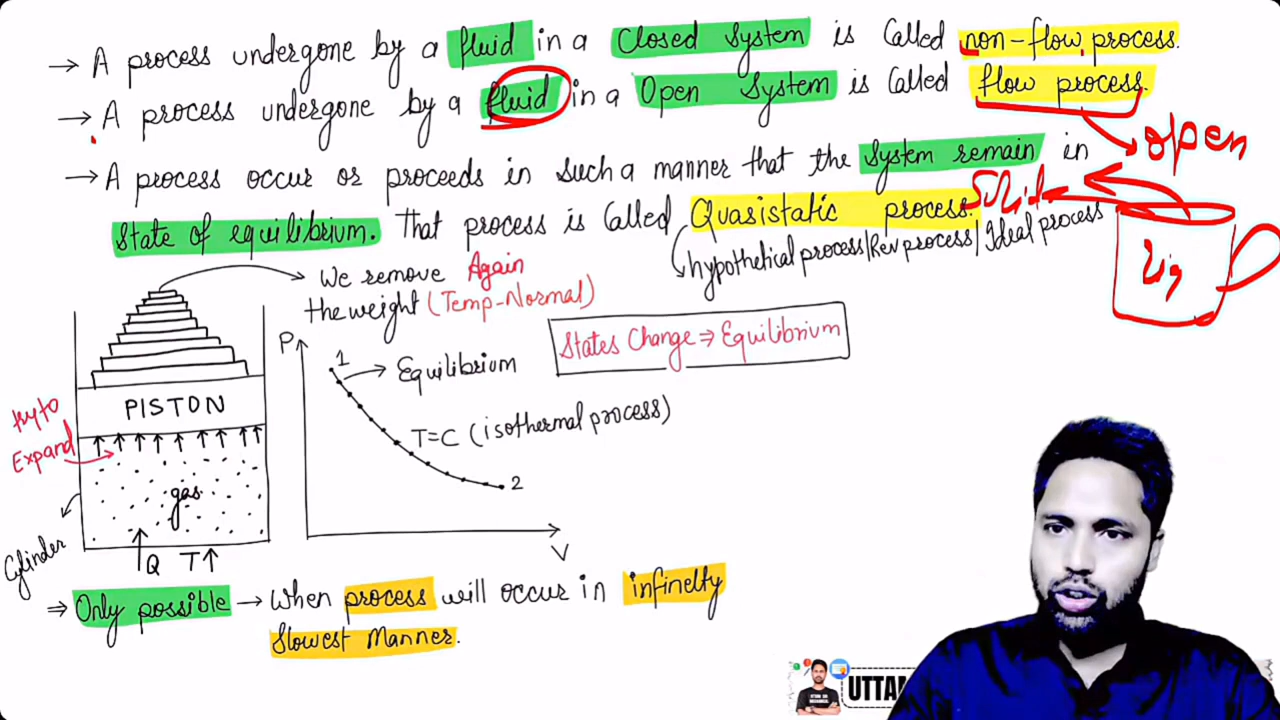 → A process undergone by a fluid in a Closed System is Called non-flow process.
→ A process undergone by a fluid in a Open System is Called flow process.
open
→ A process occur or proceeds in such a manner that the System remain in
State of equilibrium. That process is Called Quasistatic process.
hypothetical process/Rev process/Ideal process
We remove Again
the weight (Temp-Normal)
States Change ⇒ Equilibrium
PISTON
try to
Expand
gas
Cylinder
Q T↑
P
1
Equilibrium
T=C (isothermal process)
2
V
⇒ Only possible → When process will occur in infinelty
Slowest Manner.
UTTAM